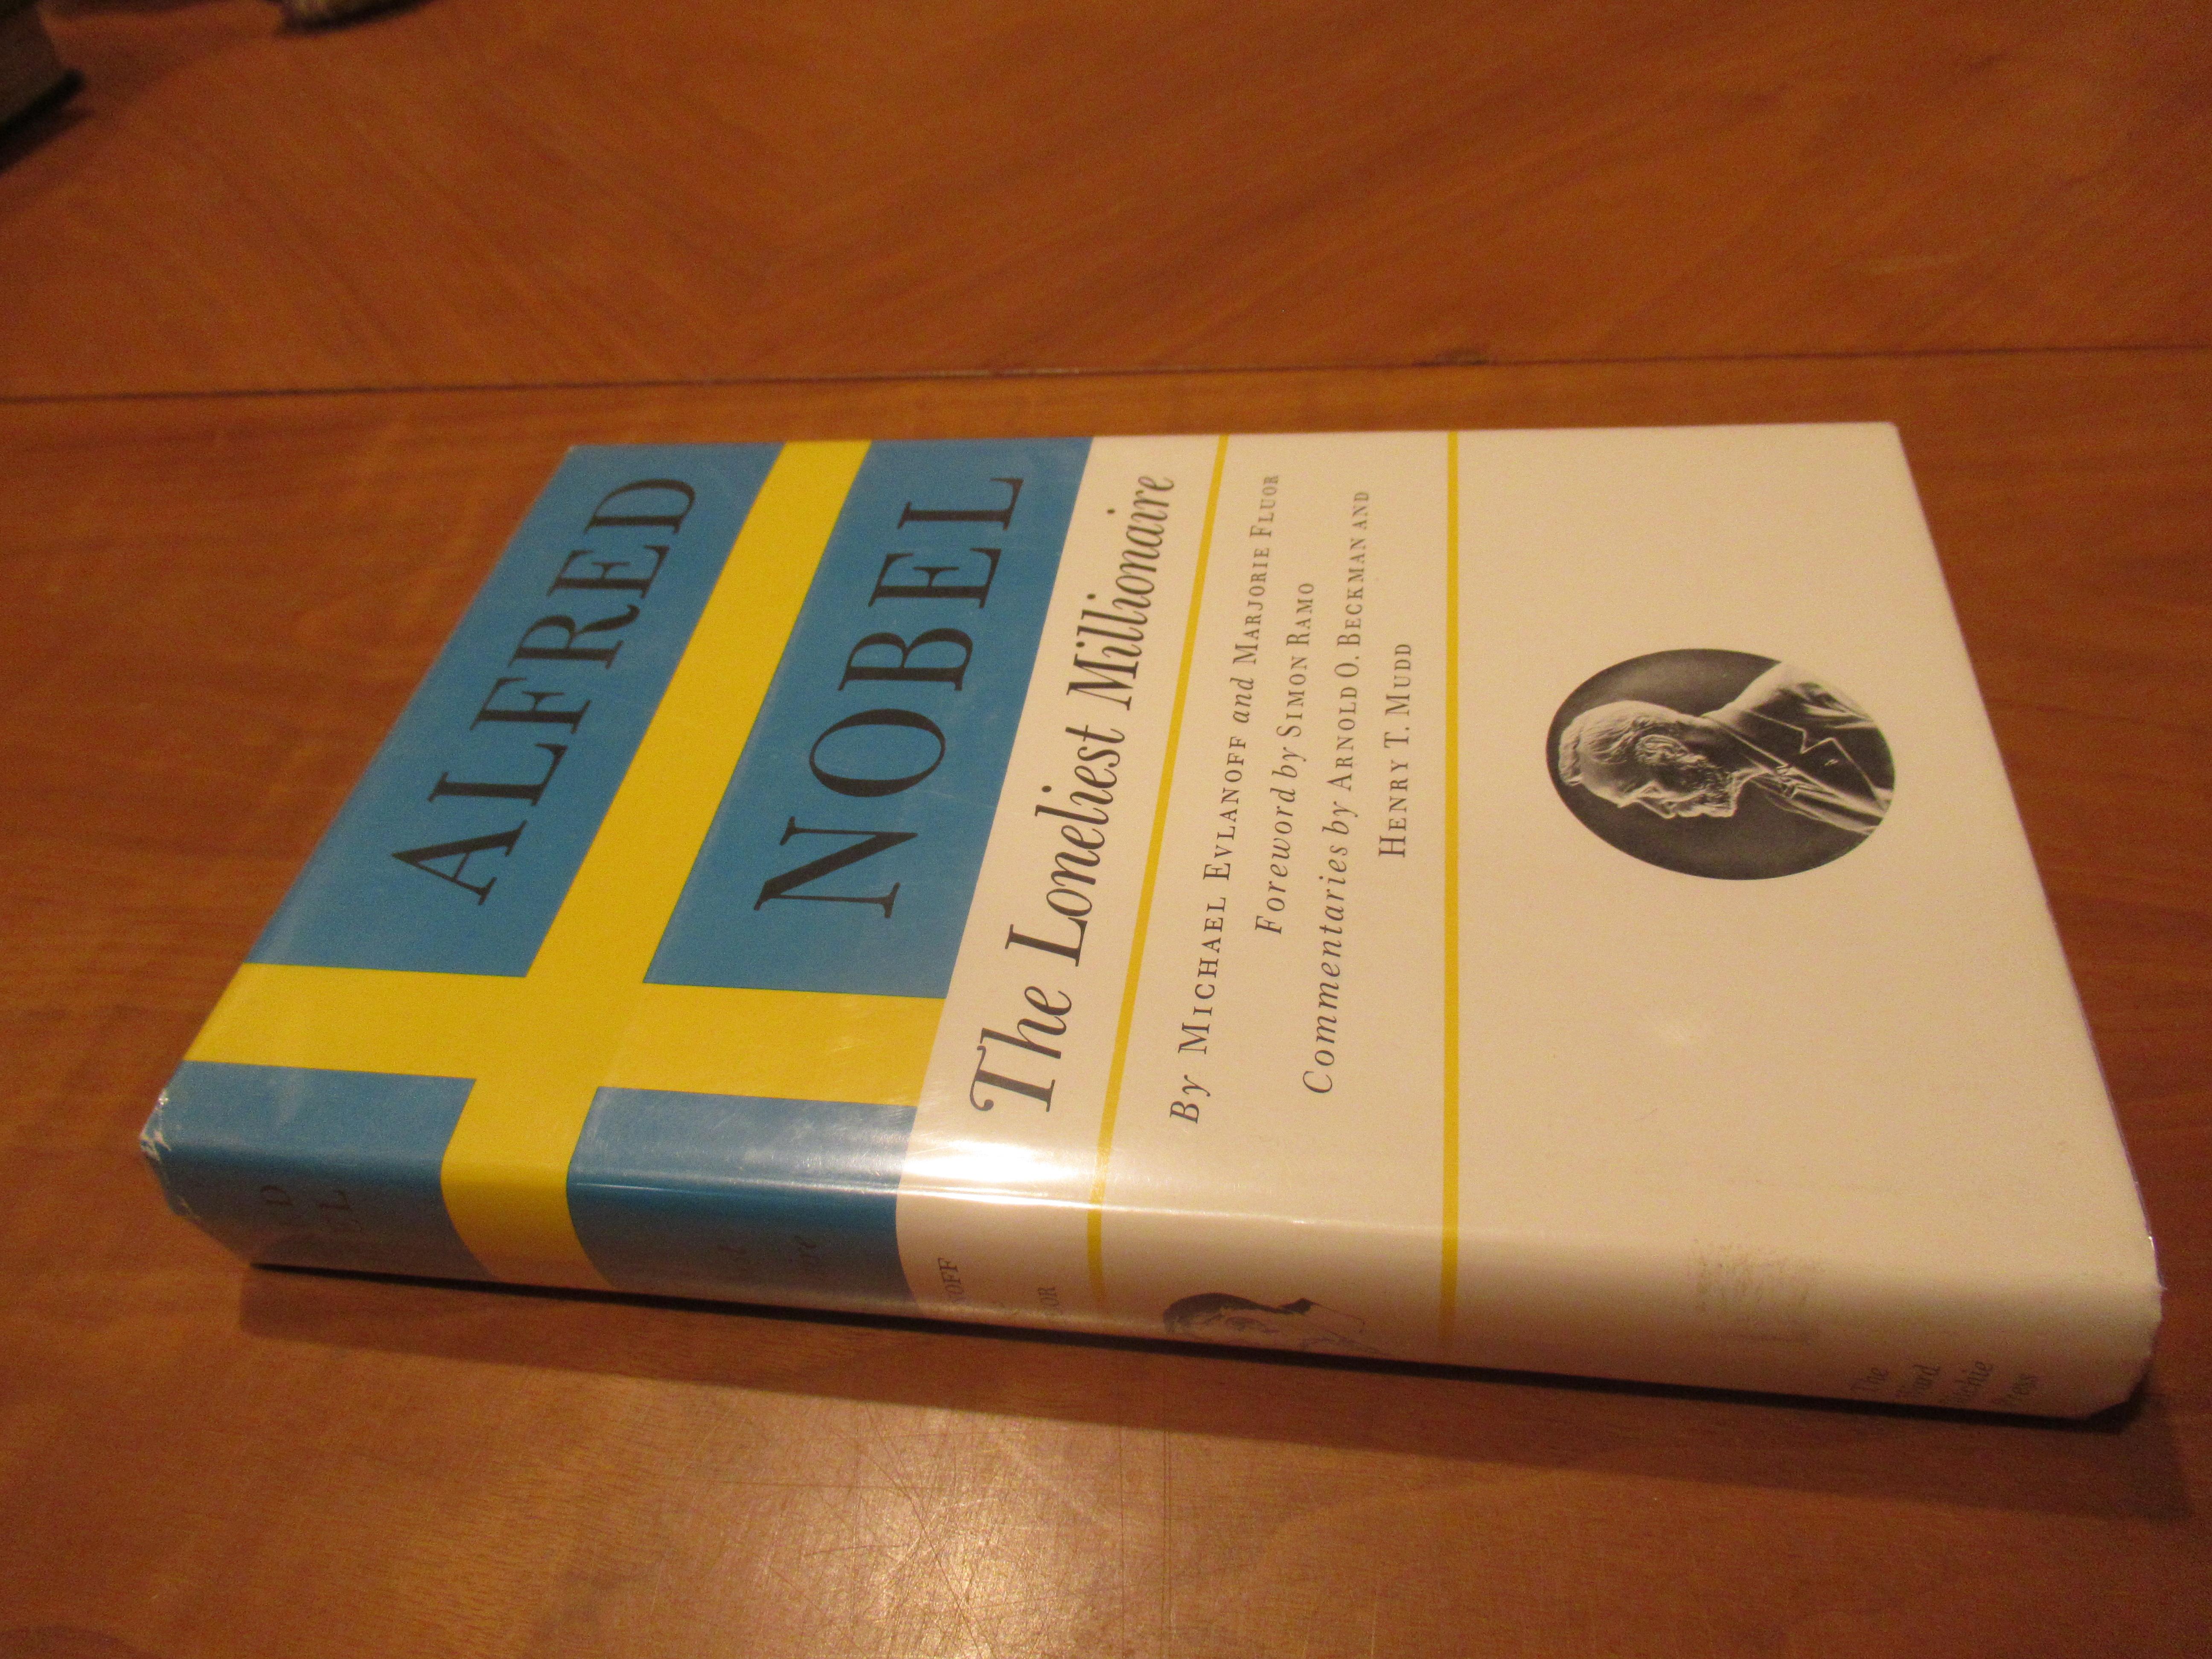 ALFRED
NOBEL
The Loneliest Millionaire
By MICHAEL EVLANOFF and MARJORIE FLUOR
Foreword by SIMON RAMO
Commentaries by ARNOLD O. BECKMAN AND
HENRY T. MUDD
The